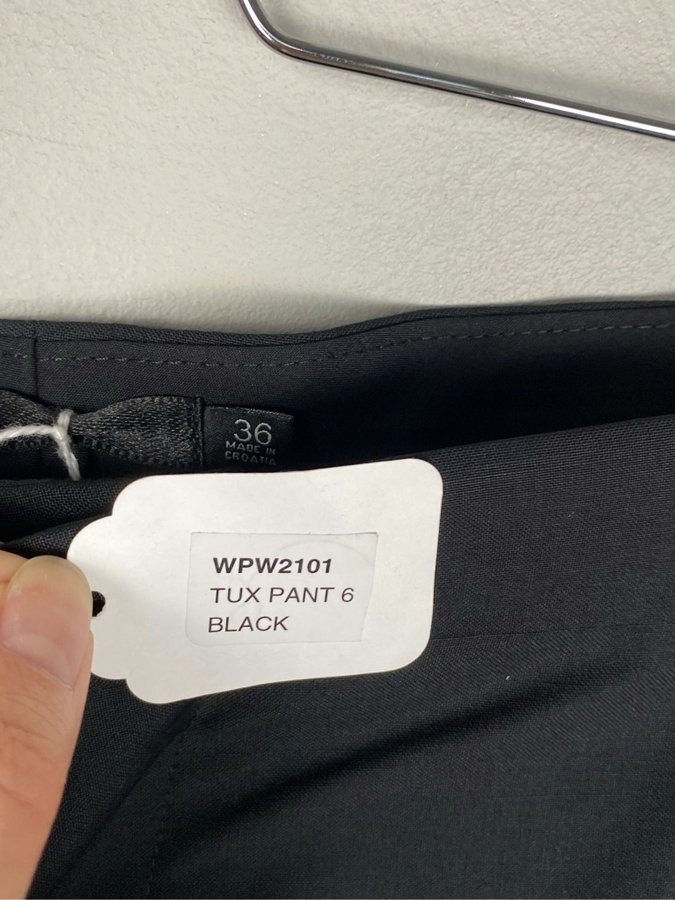 36
MADE IN
CROATIA
WPW2101
TUX PANT 6
BLACK